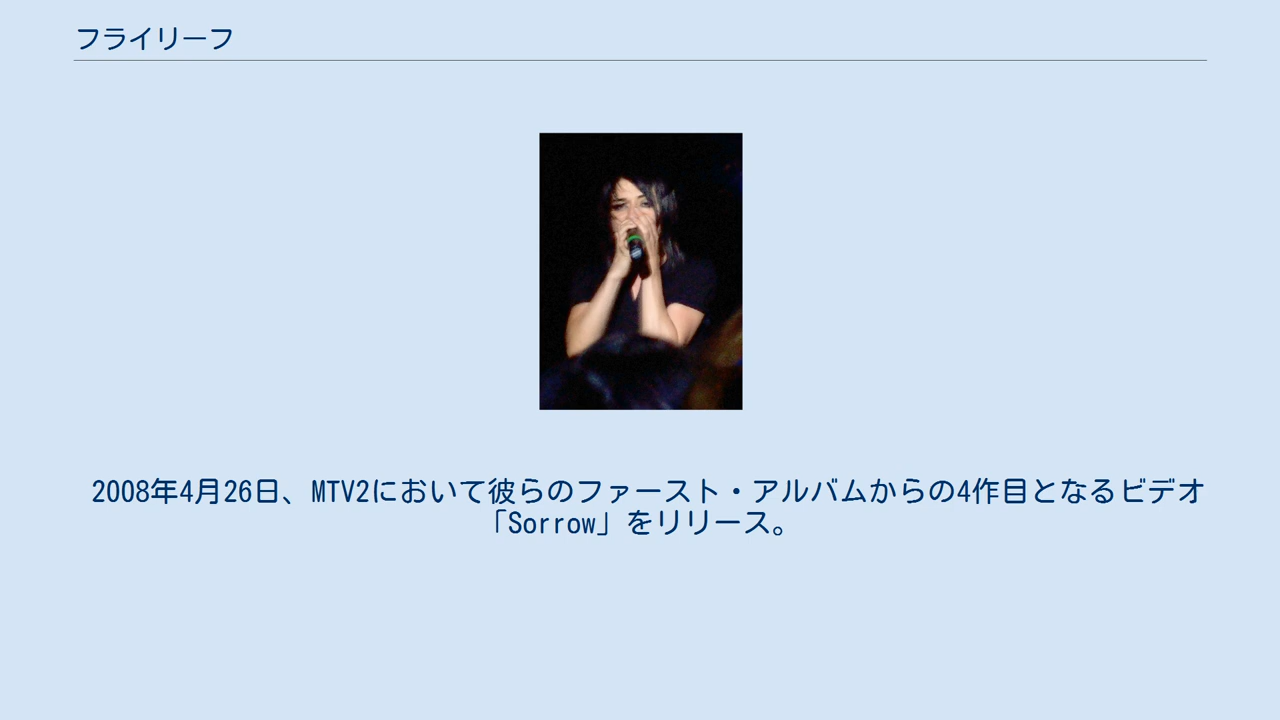 フライリーフ
2008年4月26日、MTV2において彼らのファースト・アルバムからの4作目となるビデオ
「Sorrow」をリリース。